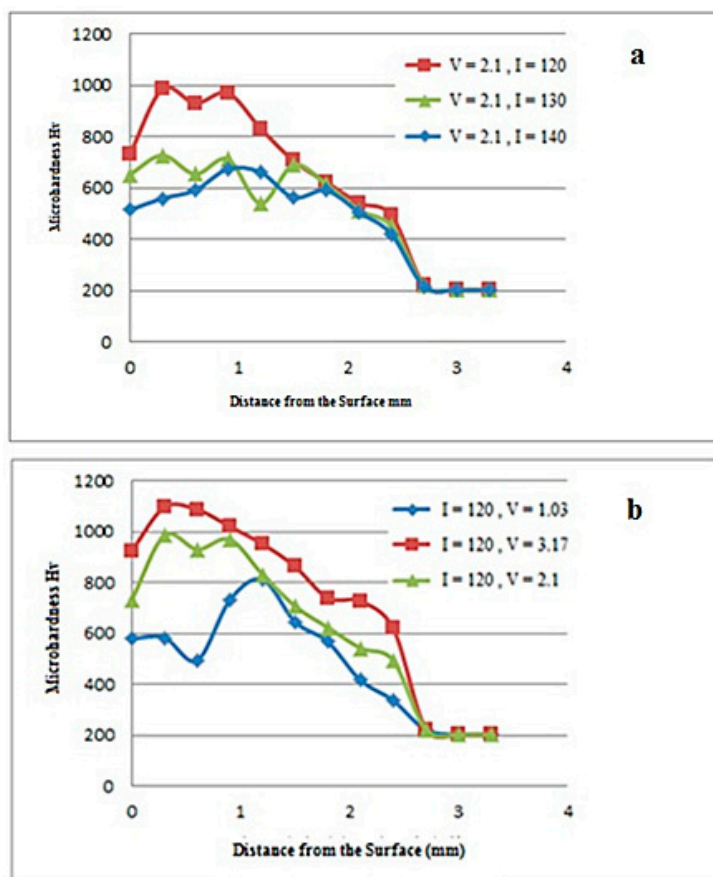 a
1200
1000
800
600
400
200
0
Microhardness Hv
V = 2.1 , I = 120
V = 2.1 , I = 130
V = 2.1 , I = 140
0 1 2 3 4
Distance from the Surface mm
b
1200
1000
800
600
400
200
0
Microhardness Hv
I = 120 , V = 1.03
I = 120 , V = 3.17
I = 120 , V = 2.1
0 1 2 3 4
Distance from the Surface (mm)